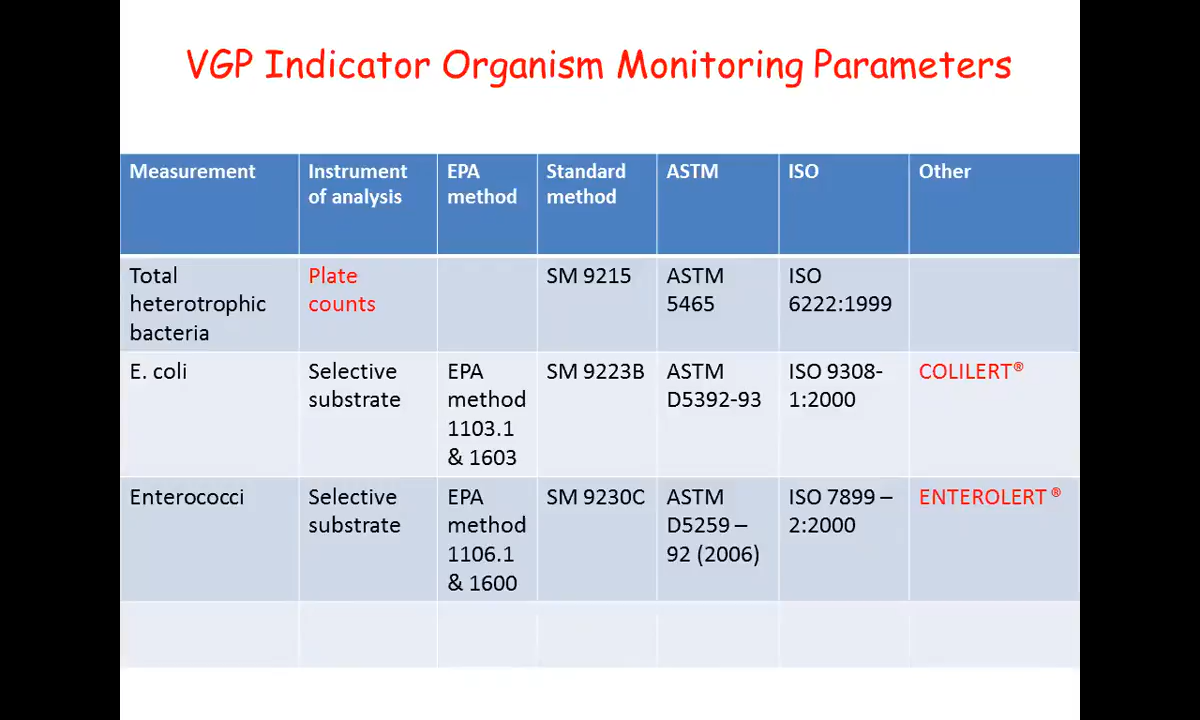 VGP Indicator Organism Monitoring Parameters
Measurement
Instrument
of analysis
EPA
method
Standard
method
ASTM
ISO
Other
Total
heterotrophic
bacteria
Plate
counts
SM 9215
ASTM
5465
ISO
6222:1999
E. coli
Selective
substrate
EPA
method
1103.1
& 1603
SM 9223B
ASTM
D5392-93
ISO 9308-
1:2000
COLILERT®
Enterococci
Selective
substrate
EPA
method
1106.1
& 1600
SM 9230C
ASTM
D5259 –
92 (2006)
ISO 7899 –
2:2000
ENTEROLERT ®